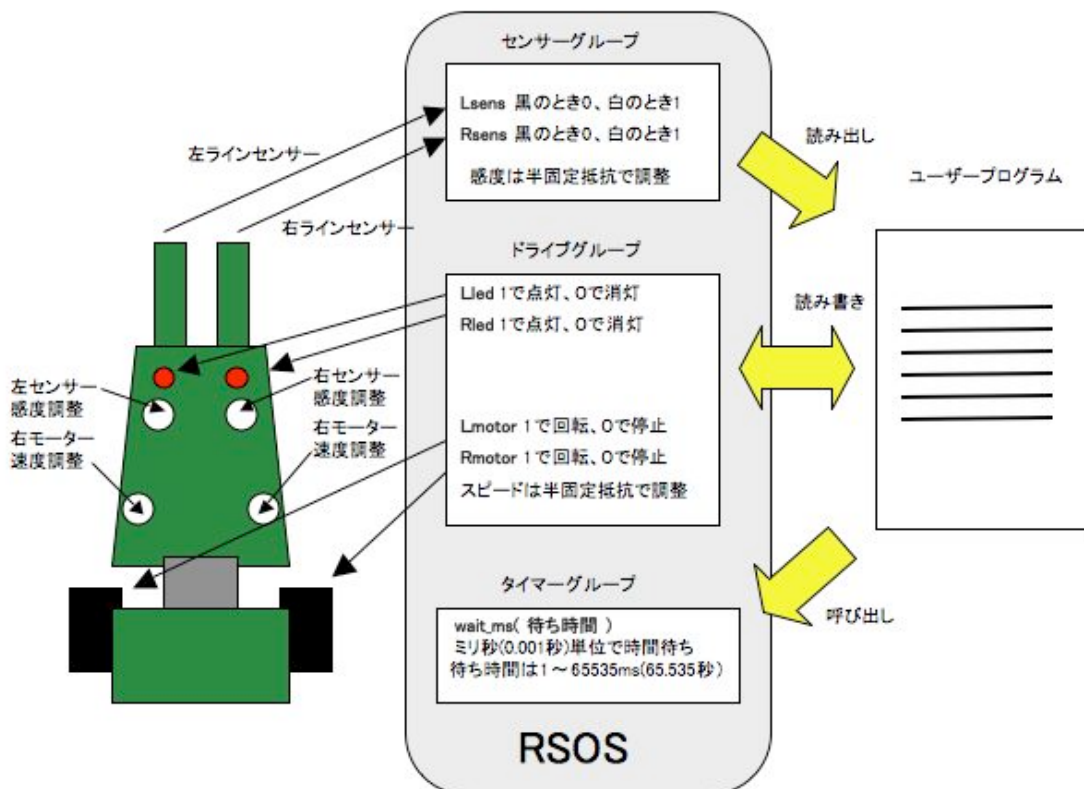 センサーグループ
Lsens 黒のとき0、白のとき1
Rsens 黒のとき0、白のとき1
感度は半固定抵抗で調整
左ラインセンサー
右ラインセンサー
読み出し
ユーザープログラム
ドライブグループ
Lled 1で点灯、0で消灯
Rled 1で点灯、0で消灯
読み書き
左センサー
感度調整
右センサー
感度調整
右モーター
速度調整
右モーター
速度調整
Lmotor 1で回転、0で停止
Rmotor 1で回転、0で停止
スピードは半固定抵抗で調整
タイマーグループ
wait_ms( 待ち時間 )
ミリ秒(0.001秒)単位で時間待ち
待ち時間は1～65535ms(65.535秒)
呼び出し
RSOS